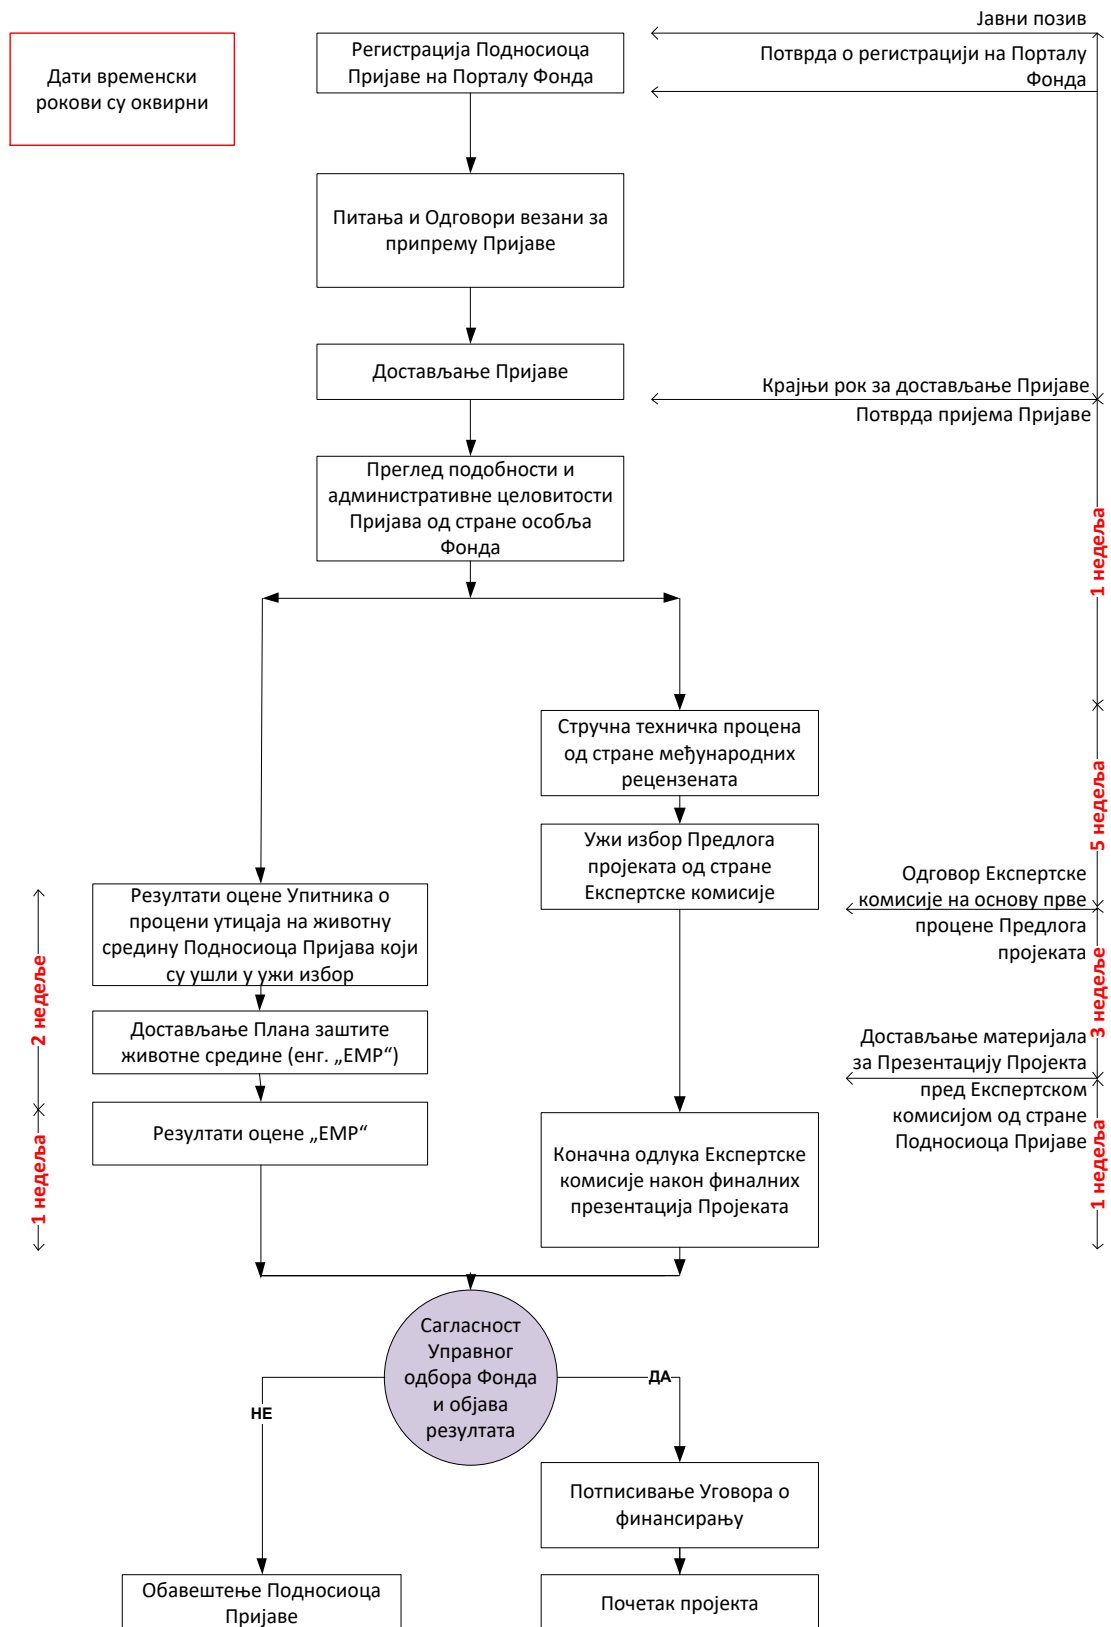 Дати временски
рокови су оквирни
Регистрација Подносиоца
Пријаве на Порталу Фонда
Јавни позив
Потврда о регистрацији на Порталу
Фонда
Питања и Одговори везани за
припрему Пријаве
Достављање Пријаве
Крајњи рок за достављање Пријаве
Потврда пријема Пријаве
Преглед подобности и
административне целовитости
Пријава од стране особља
Фонда
1 недеља
Стручна техничка процена
од стране међународних
рецензената
5 недеља
Ужи избор Предлога
пројеката од стране
Експертске комисије
Одговор Експертске
комисије на основу прве
процене Предлога
пројеката
Резултати оцене Упитника о
процени утицаја на животну
средину Подносиоца Пријава који
су ушли у ужи избор
2 недеље
3 недеље
Достављање Плана заштите
животне средине (енг. „EMP“)
Достављање материјала
за Презентацију Пројекта
пред Експертском
комисијом од стране
Подносиоца Пријаве
Резултати оцене „EMP“
1 недеља
Коначна одлука Експертске
комисије након финалних
презентација Пројеката
1 недеља
Сагласност
Управног
одбора Фонда
и објава
резултата
НЕ
ДА
Потписивање Уговора о
финансирању
Обавештење Подносиоца
Пријаве
Почетак пројекта